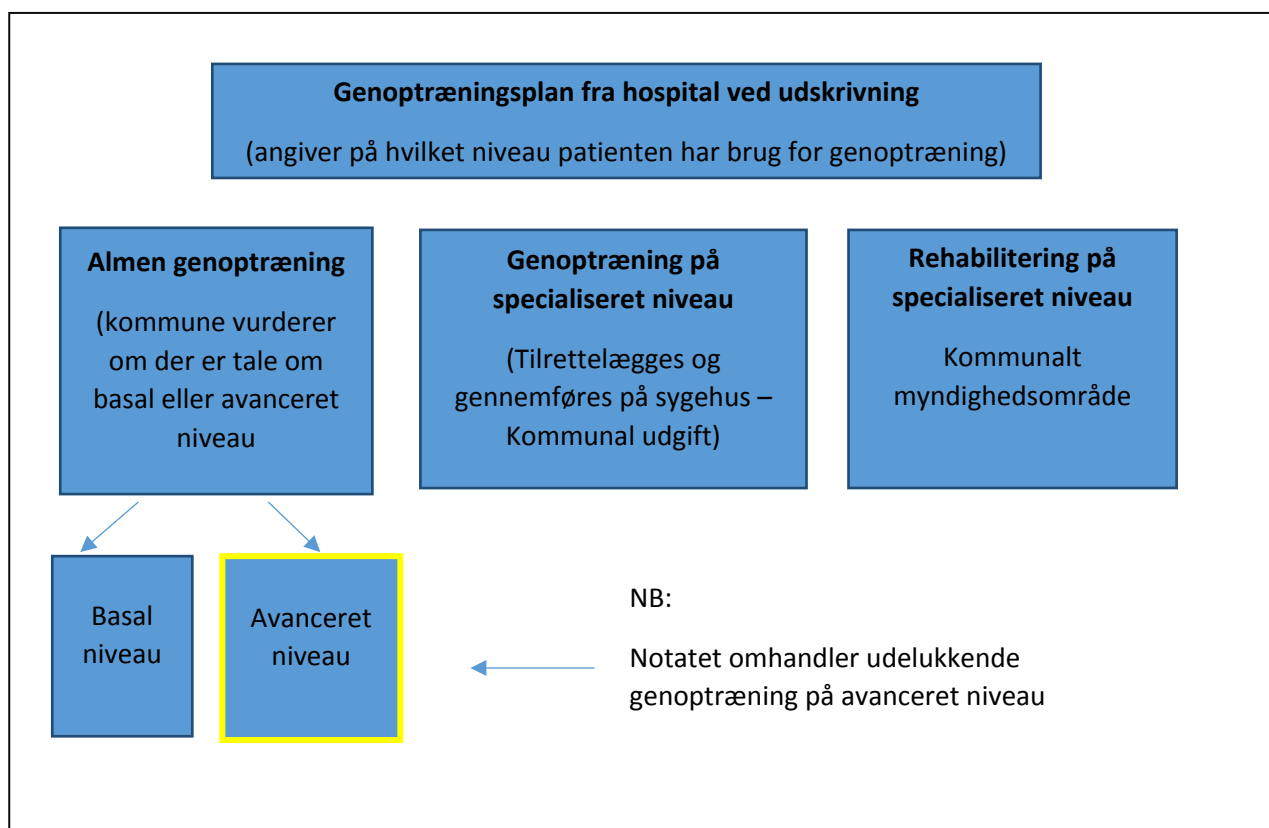 Genoptræningsplan fra hospital ved udskrivning
(angiver på hvilket niveau patienten har brug for genoptræning)
Almen genoptræning
(kommune vurderer
om der er tale om
basal eller avanceret
niveau
Genoptræning på
specialiseret niveau
(Tilrettelægges og
gennemføres på sygehus –
Kommunal udgift)
Rehabilitering på
specialiseret niveau
Kommunalt
myndighedsområde
Basal
niveau
Avanceret
niveau
NB:
Notatet omhandler udelukkende
genoptræning på avanceret niveau